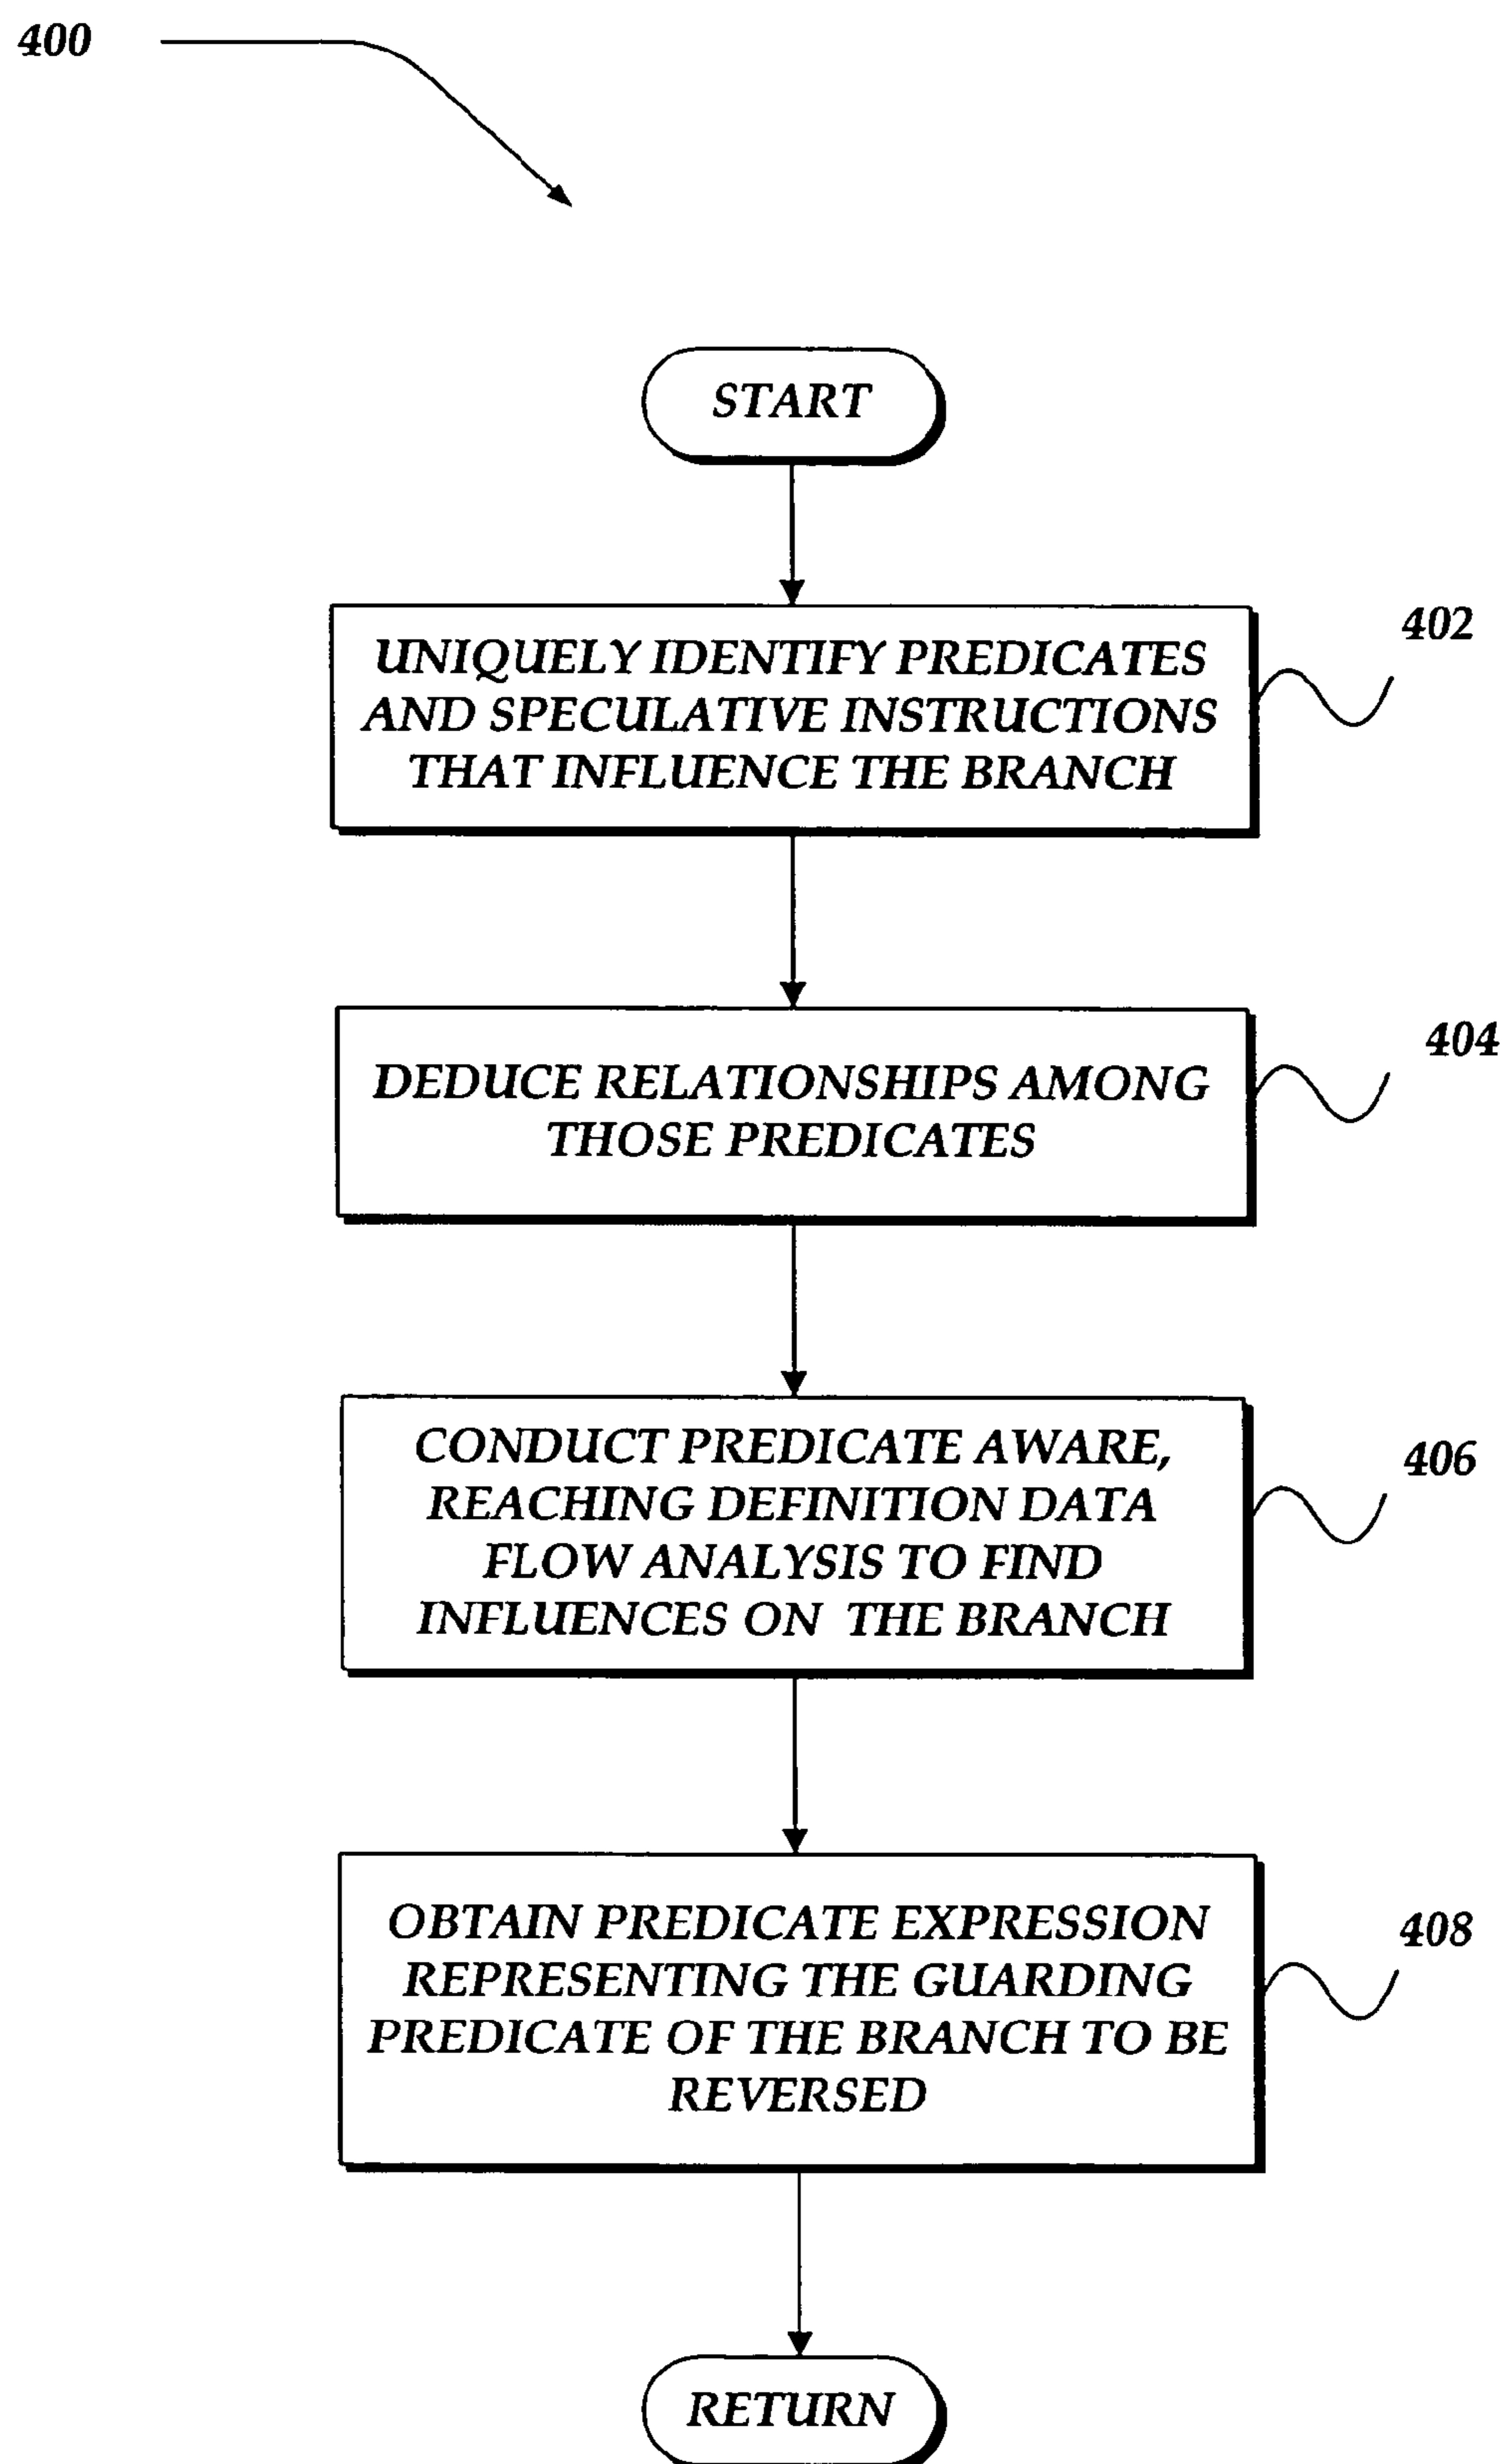 400
START
UNIQUELY IDENTIFY PREDICATES
AND SPECULATIVE INSTRUCTIONS
THAT INFLUENCE THE BRANCH
402
DEDUCE RELATIONSHIPS AMONG
THOSE PREDICATES
404
CONDUCT PREDICATE AWARE,
REACHING DEFINITION DATA
FLOW ANALYSIS TO FIND
INFLUENCES ON THE BRANCH
406
OBTAIN PREDICATE EXPRESSION
REPRESENTING THE GUARDING
PREDICATE OF THE BRANCH TO BE
REVERSED
408
RETURN